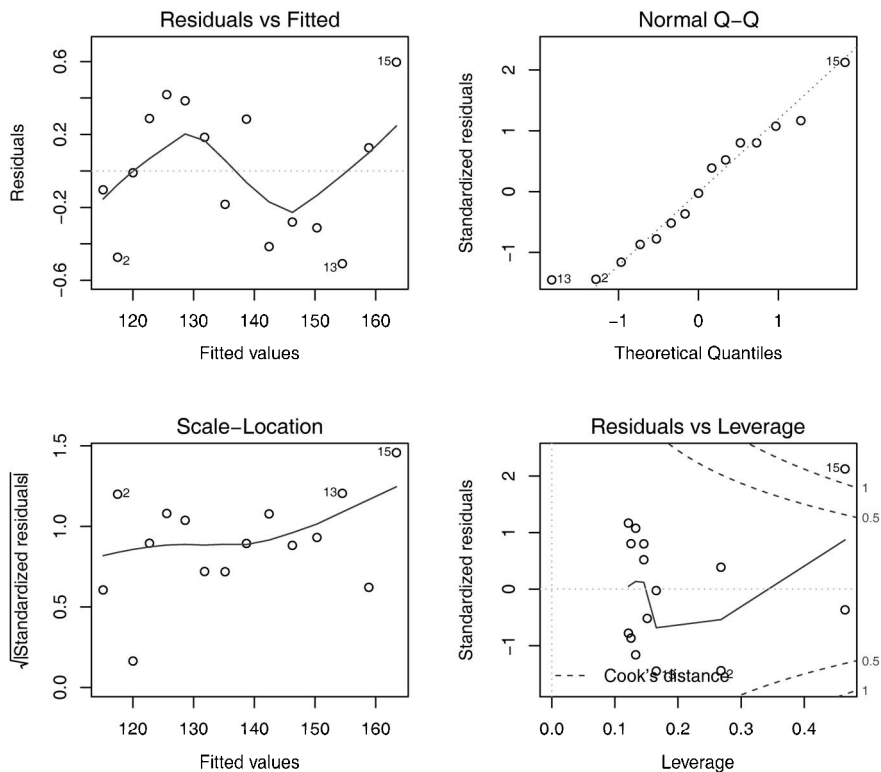 Residuals vs Fitted
Residuals
0.6
0.2
−0.2
−0.6
15
2
13
120 130 140 150 160
Fitted values
Normal Q−Q
Standardized residuals
2
1
0
−1
15
13
2
−1 0 1
Theoretical Quantiles
Scale−Location
√|Standardized residuals|
1.5
1.0
0.5
0.0
15
2
13
120 130 140 150 160
Fitted values
Residuals vs Leverage
Standardized residuals
2
1
0
−1
15
1
0.5
0.5
1
Cook's distance
13
2
0.0 0.1 0.2 0.3 0.4
Leverage